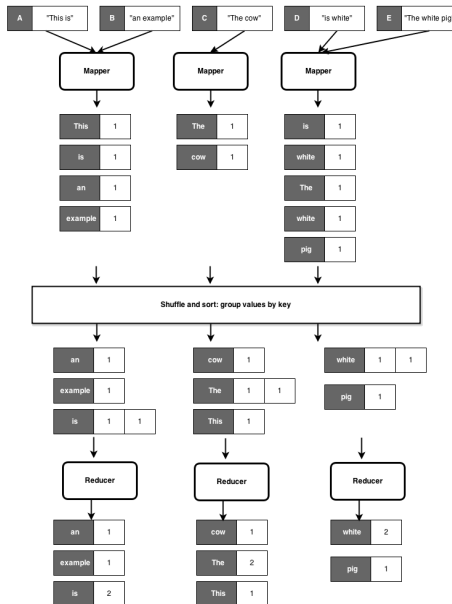 A "This is" B "an example" C "The cow" D "is white" E "The white pig
Mapper Mapper Mapper
This 1 The 1 is 1
is 1 cow 1 white 1
an 1 The 1
example 1 white 1
pig 1
Shuffle and sort: group values by key
an 1 cow 1 white 1 1
example 1 The 1 1 pig 1
is 1 1 This 1
Reducer Reducer Reducer
an 1 cow 1 white 2
example 1 The 2 pig 1
is 2 This 1